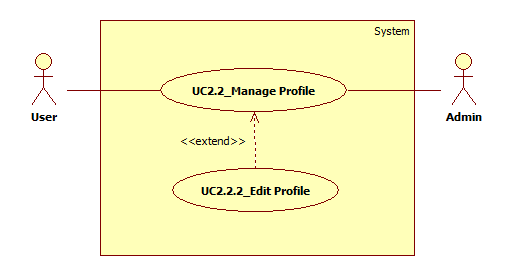 System
UC2.2_Manage Profile
User
Admin
<<extend>>
UC2.2.2_Edit Profile